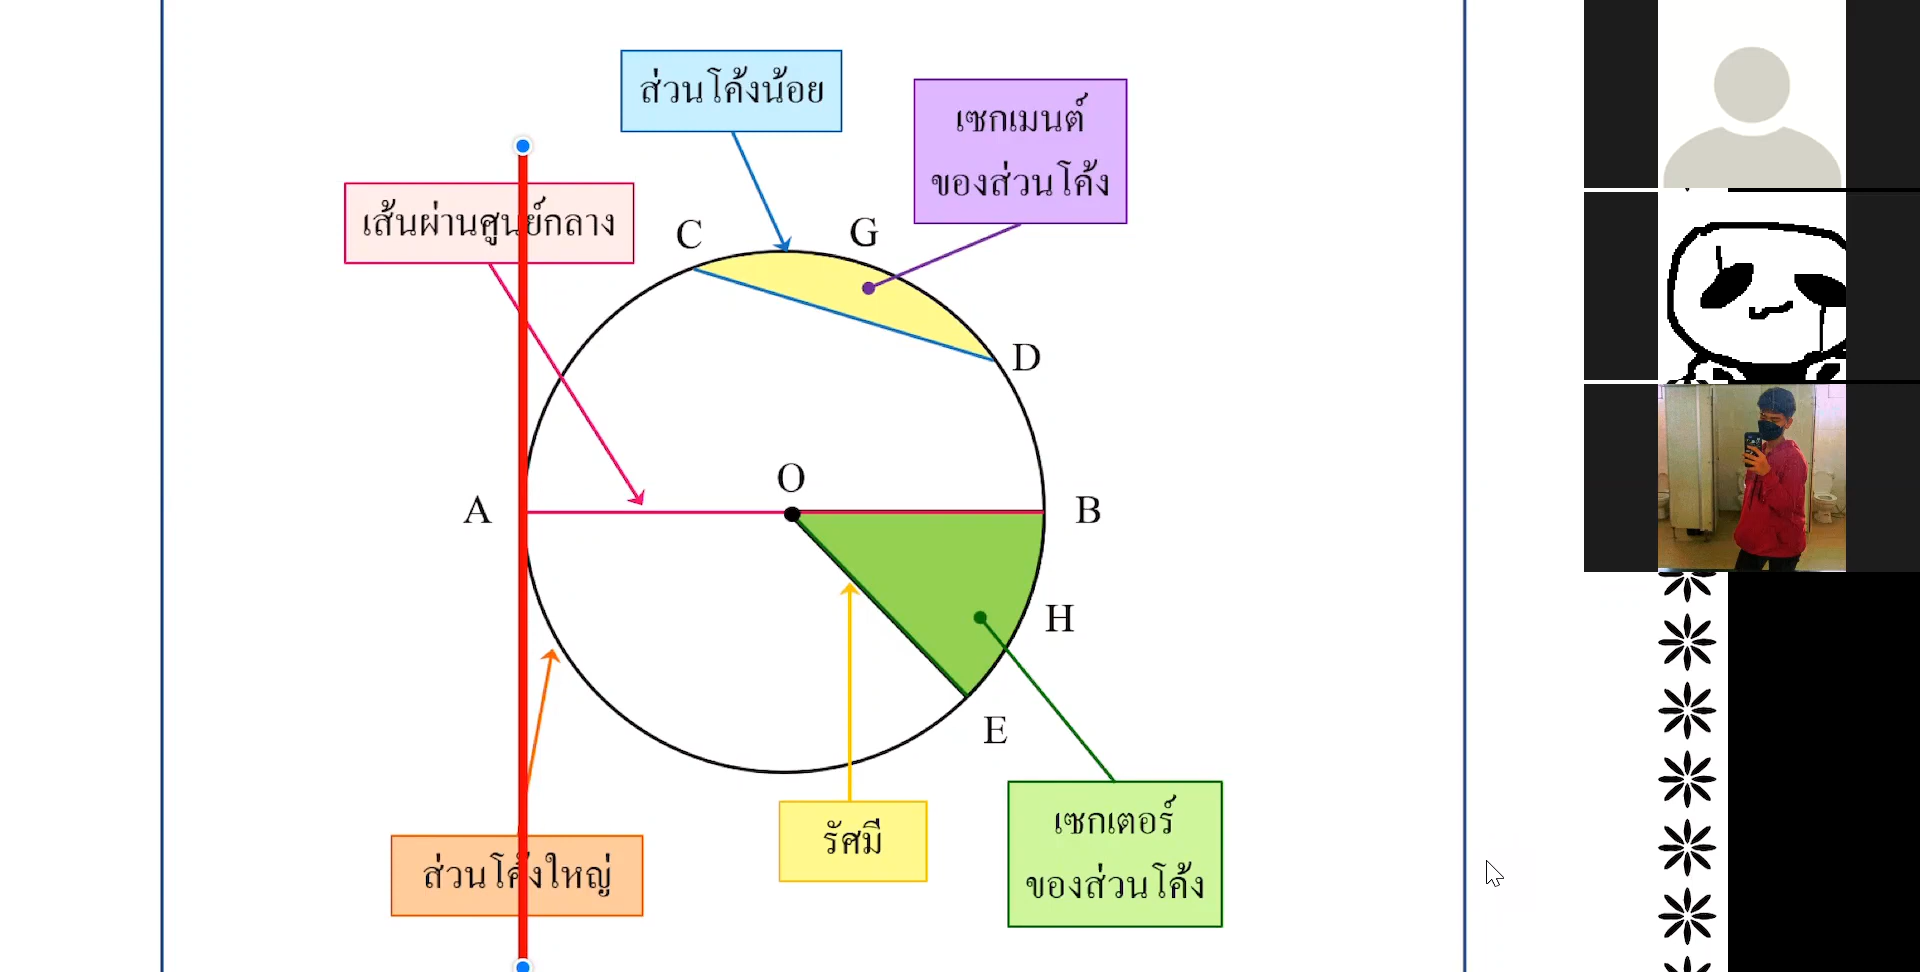 ส่วนโค้งน้อย
เซกเมนต์
ของส่วนโค้ง
เส้นผ่านศูนย์กลาง
C
G
D
O
A
B
H
E
รัศมี
เซกเตอร์
ของส่วนโค้ง
ส่วนโค้งใหญ่